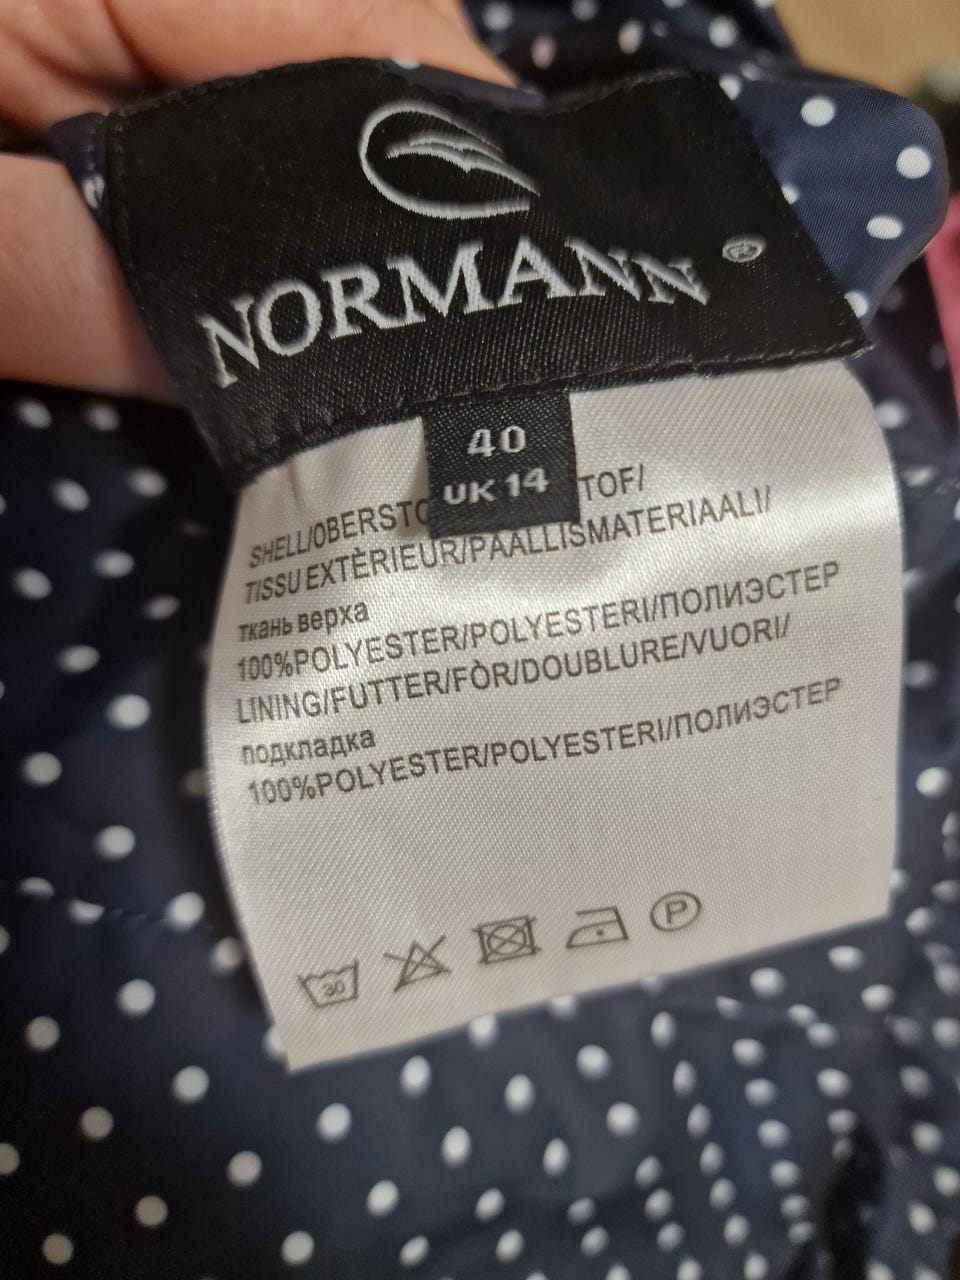 NORMANN ®
40
UK 14
SHELL/OBERSTO TOF/
TISSU EXTÈRIEUR/PÄÄLLISMATERIAALI/
ткань верха
100%POLYESTER/POLYESTERI/ПОЛИЭСТЕР
LINING/FUTTER/FÒR/DOUBLURE/VUORI/
подкладка
100%POLYESTER/POLYESTERI/ПОЛИЭСТЕР
30
P